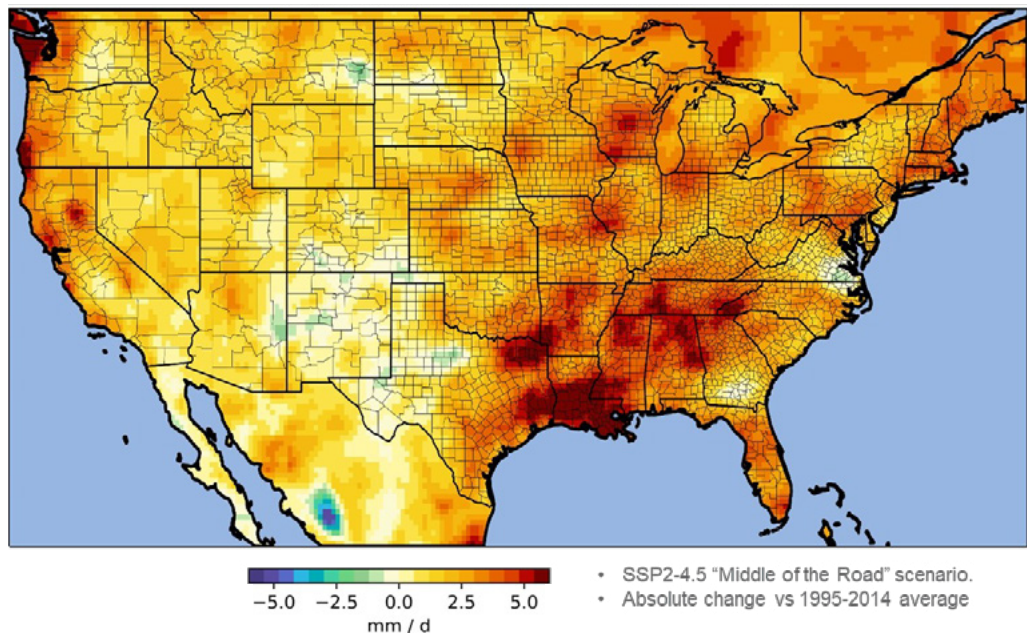 −5.0 −2.5 0.0 2.5 5.0
mm / d
• SSP2-4.5 “Middle of the Road” scenario.
• Absolute change vs 1995-2014 average